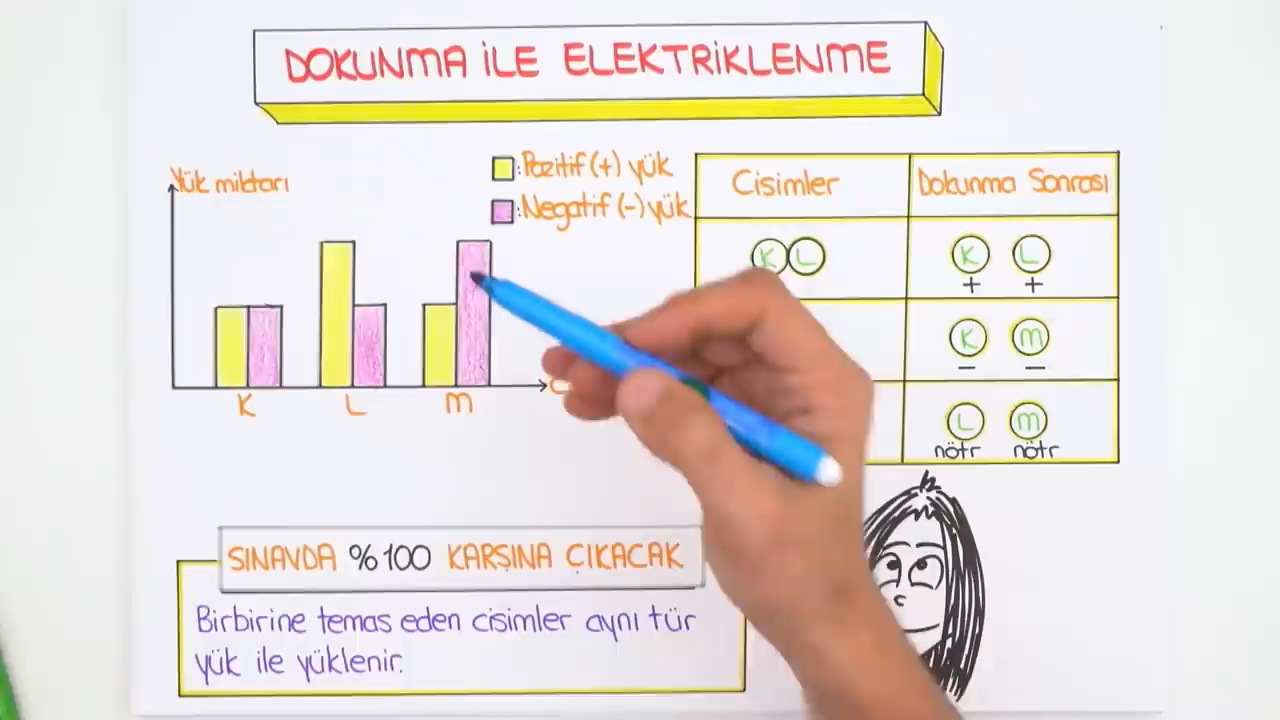 DOKUNMA İLE ELEKTRİKLENME
Yük miktarı
: Pozitif (+) yük
: Negatif (-) yük
K L M
Cisimler Dokunma Sonrası
K L K L
+ +
K M
- -
L M
nötr nötr
SINAVDA %100 KARŞINA ÇIKACAK
Birbirine temas eden cisimler aynı tür
yük ile yüklenir.